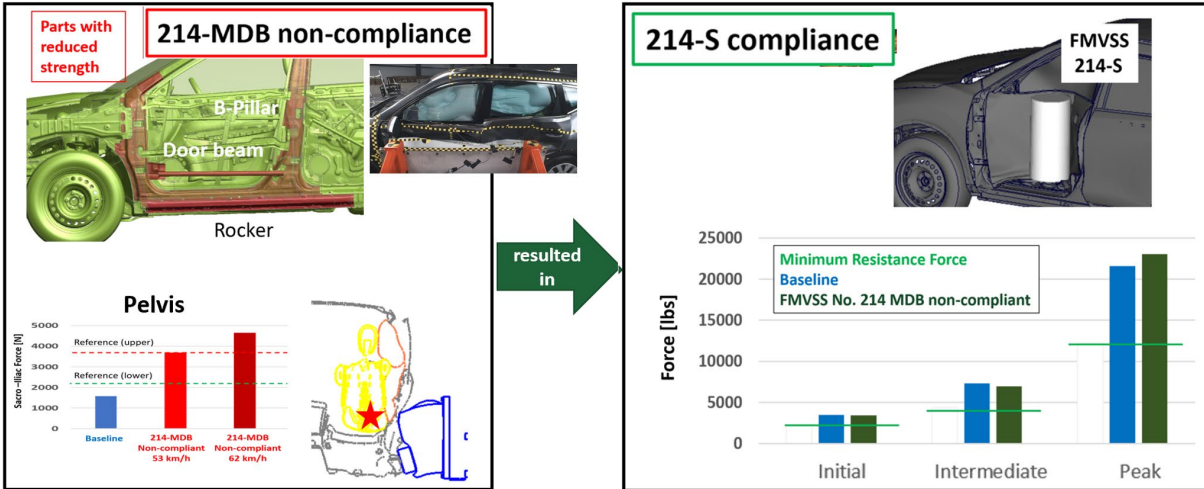 Parts with
reduced
strength
214-MDB non-compliance
B-Pillar
Door beam
Rocker
Pelvis
Sacro –Iliac Force [N]
5000
4000
3000
2000
1000
0
Reference (upper)
Reference (lower)
Baseline
214-MDB
Non-compliant
53 km/h
214-MDB
Non-compliant
62 km/h
resulted
in
214-S compliance
FMVSS
214-S
Force [lbs]
25000
20000
15000
10000
5000
0
Minimum Resistance Force
Baseline
FMVSS No. 214 MDB non-compliant
Initial
Intermediate
Peak